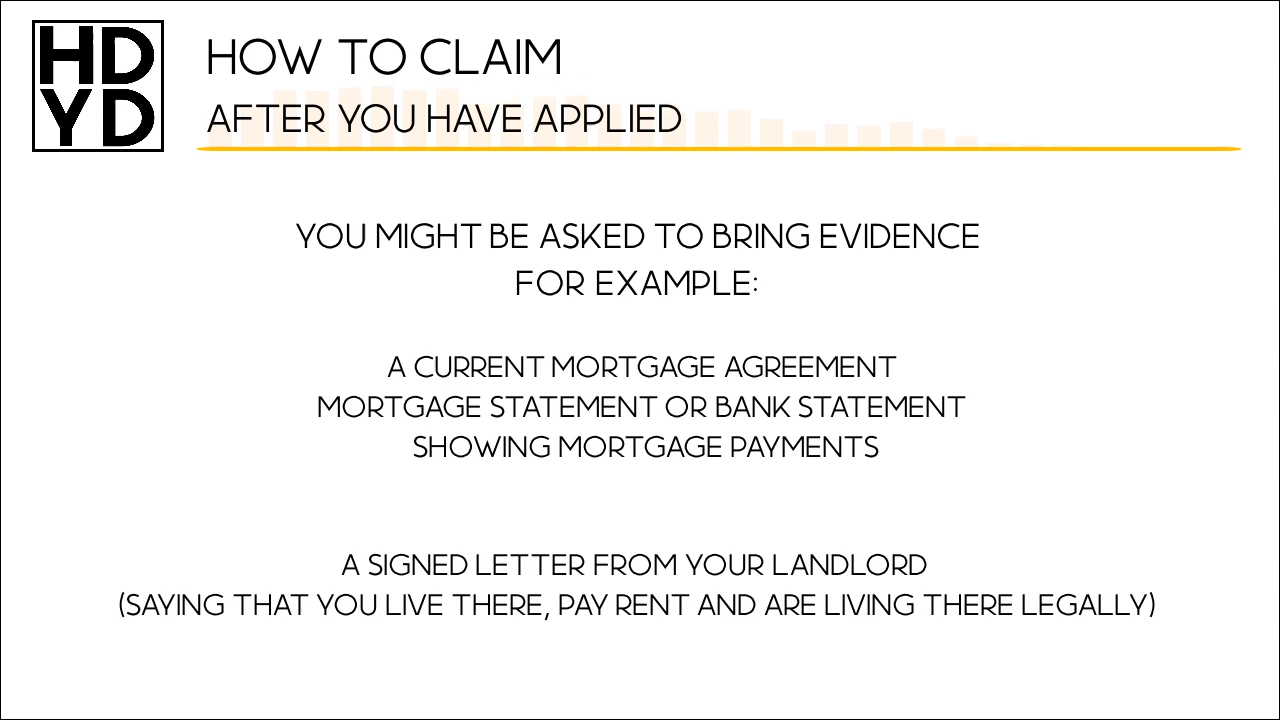 HD
YD
HOW TO CLAIM
AFTER YOU HAVE APPLIED
YOU MIGHT BE ASKED TO BRING EVIDENCE
FOR EXAMPLE:
A CURRENT MORTGAGE AGREEMENT
MORTGAGE STATEMENT OR BANK STATEMENT
SHOWING MORTGAGE PAYMENTS
A SIGNED LETTER FROM YOUR LANDLORD
(SAYING THAT YOU LIVE THERE, PAY RENT AND ARE LIVING THERE LEGALLY)